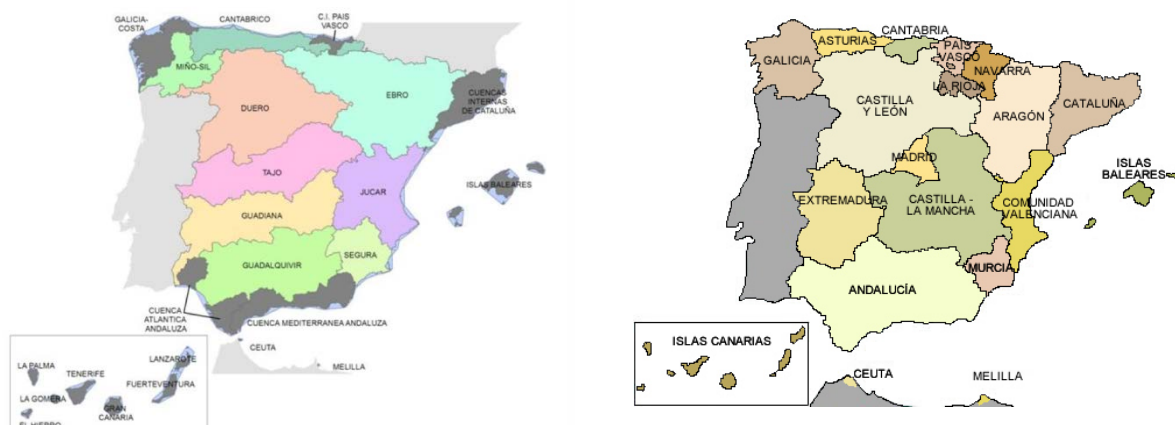 GALICIA-
COSTA
CANTABRICO
C.I. PAIS
VASCO
MIÑO-SIL
DUERO
EBRO
CUENCAS
INTERNAS
DE CATALUÑA
TAJO
JUCAR
ISLAS BALEARES
GUADIANA
SEGURA
GUADALQUIVIR
CUENCA
ATLANTICA
ANDALUZA
CUENCA MEDITERRANEA ANDALUZA
CEUTA
MELILLA
LANZAROTE
LA PALMA
TENERIFE
FUERTEVENTURA
LA GOMERA
GRAN
CANARIA
EL HIERRO
ASTURIAS
CANTABRIA
PAIS
VASCO
GALICIA
NAVARRA
LA RIOJA
CASTILLA
Y LEÓN
ARAGÓN
CATALUÑA
MADRID
ISLAS
BALEARES
EXTREMADURA
CASTILLA -
LA MANCHA
COMUNIDAD
VALENCIANA
MURCIA
ANDALUCÍA
ISLAS CANARIAS
CEUTA
MELILLA